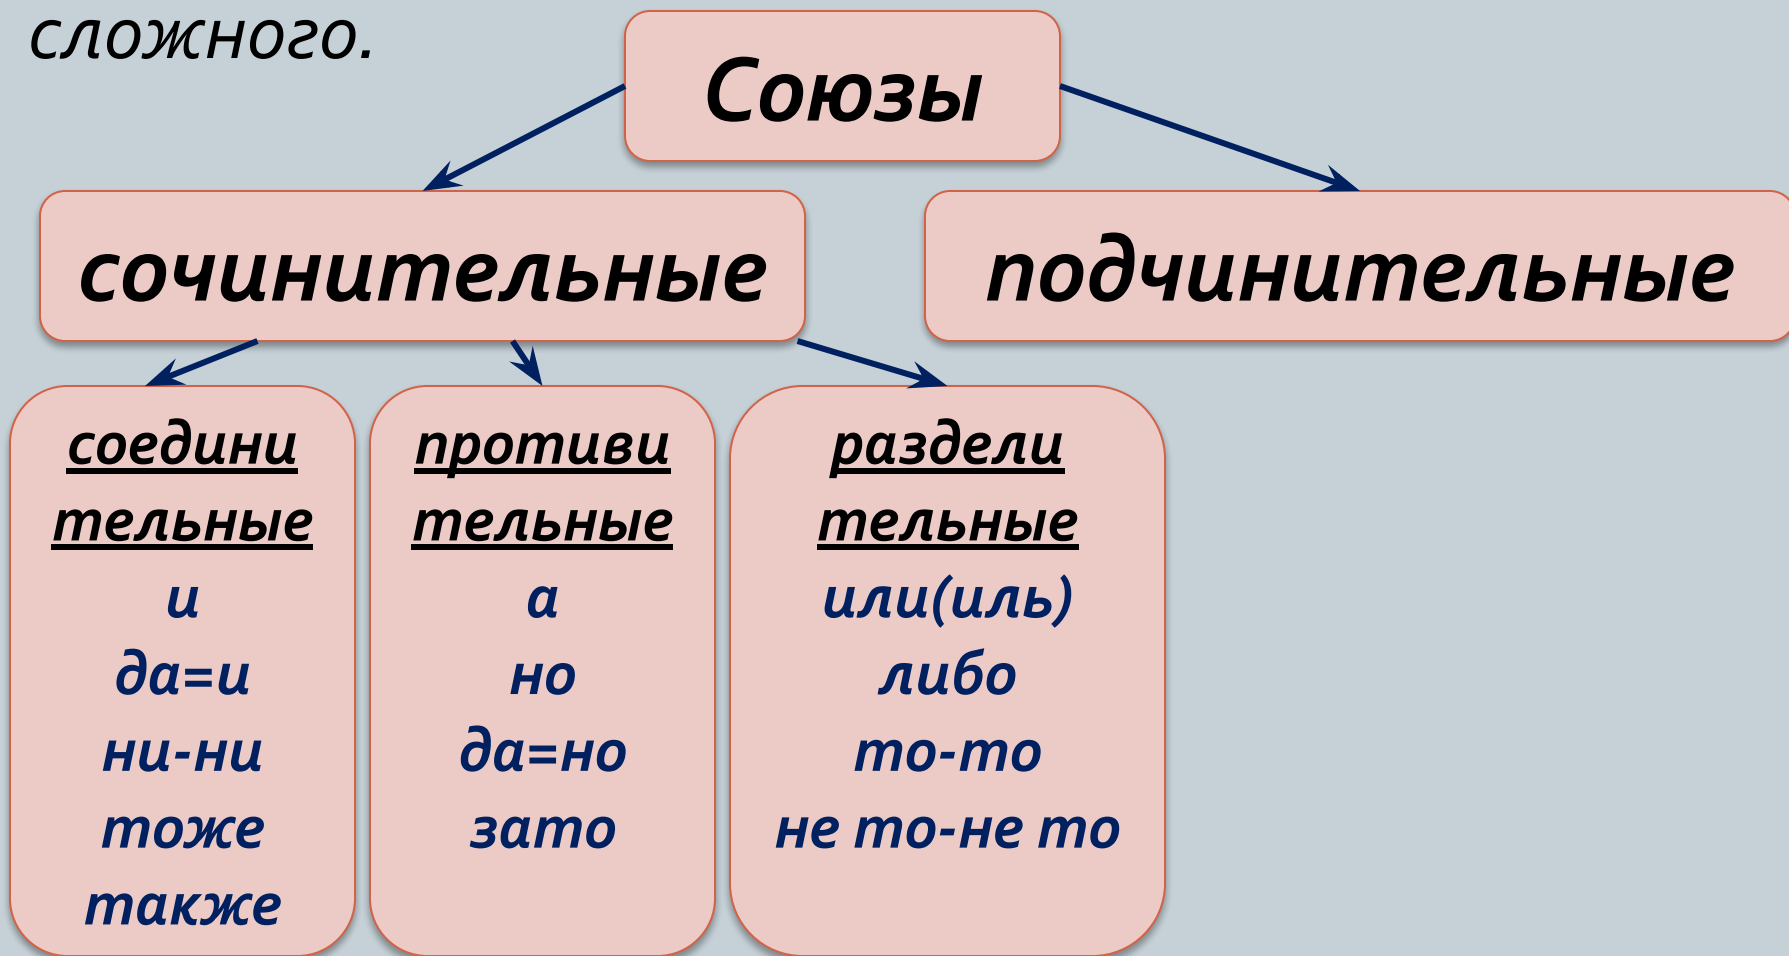 сложного.
Союзы
сочинительные
подчинительные
соедини
тельные
и
да=и
ни-ни
тоже
также
противи
тельные
а
но
да=но
зато
раздели
тельные
или(иль)
либо
то-то
не то-не то